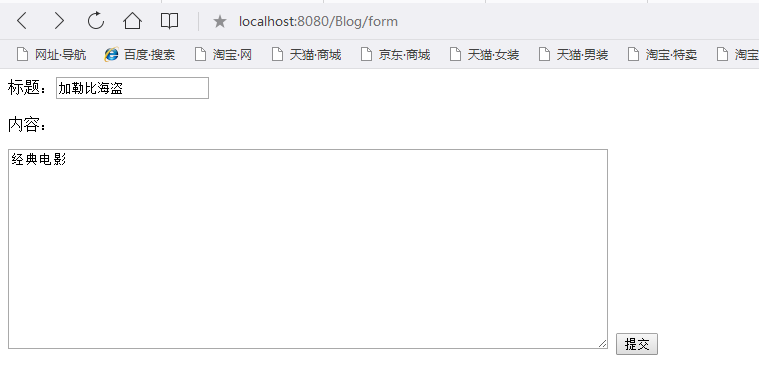 localhost:8080/Blog/form
网址·导航 百度·搜索 淘宝·网 天猫·商城 京东·商城 天猫·女装 天猫·男装 淘宝·特卖 淘宝
标题：加勒比海盗
内容：
经典电影
提交